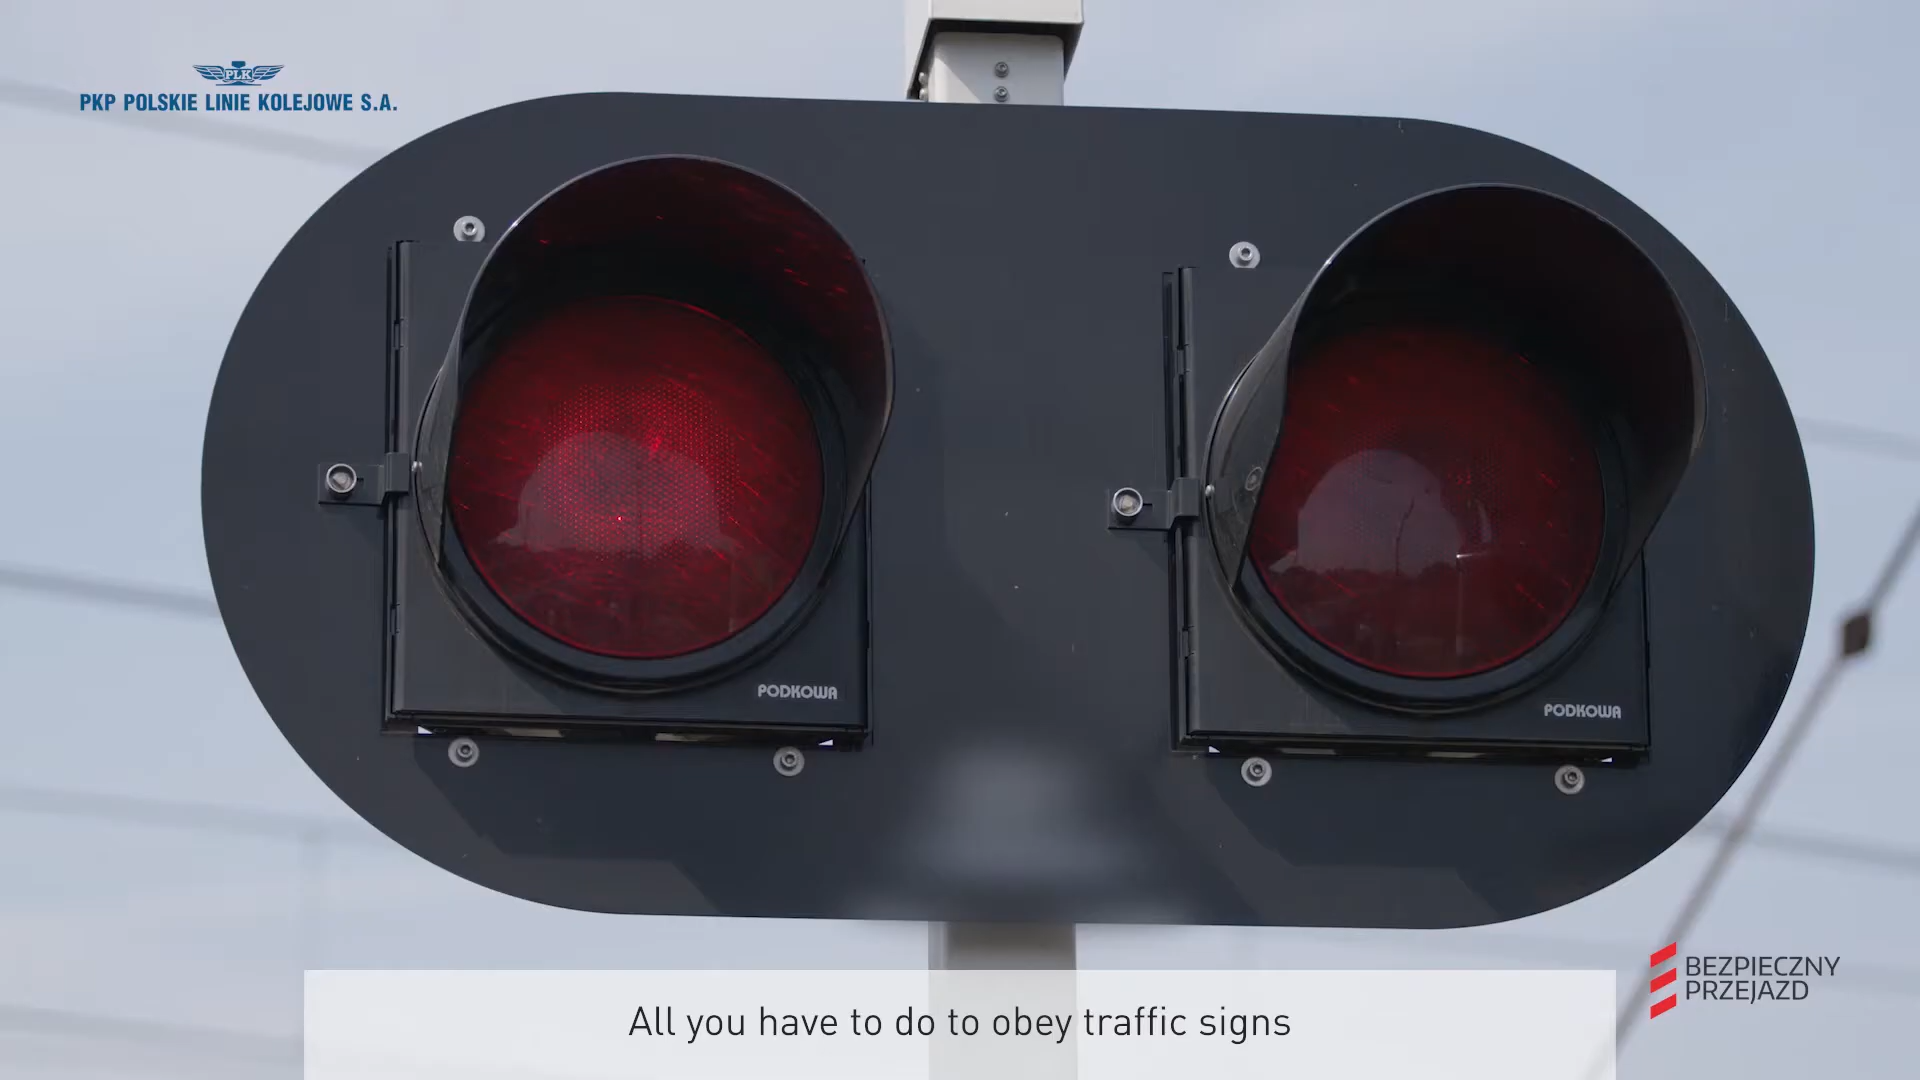 PLK
PKP POLSKIE LINIE KOLEJOWE S.A.
PODKOWA
PODKOWA
BEZPIECZNY
PRZEJAZD
All you have to do to obey traffic signs